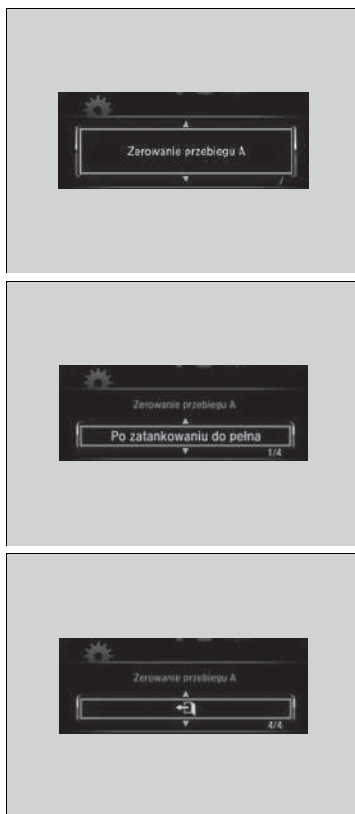 Zerowanie przebiegu A
/
Zerowanie przebiegu A
Po zatankowaniu do pełna
1/4
Zerowanie przebiegu A
4/4